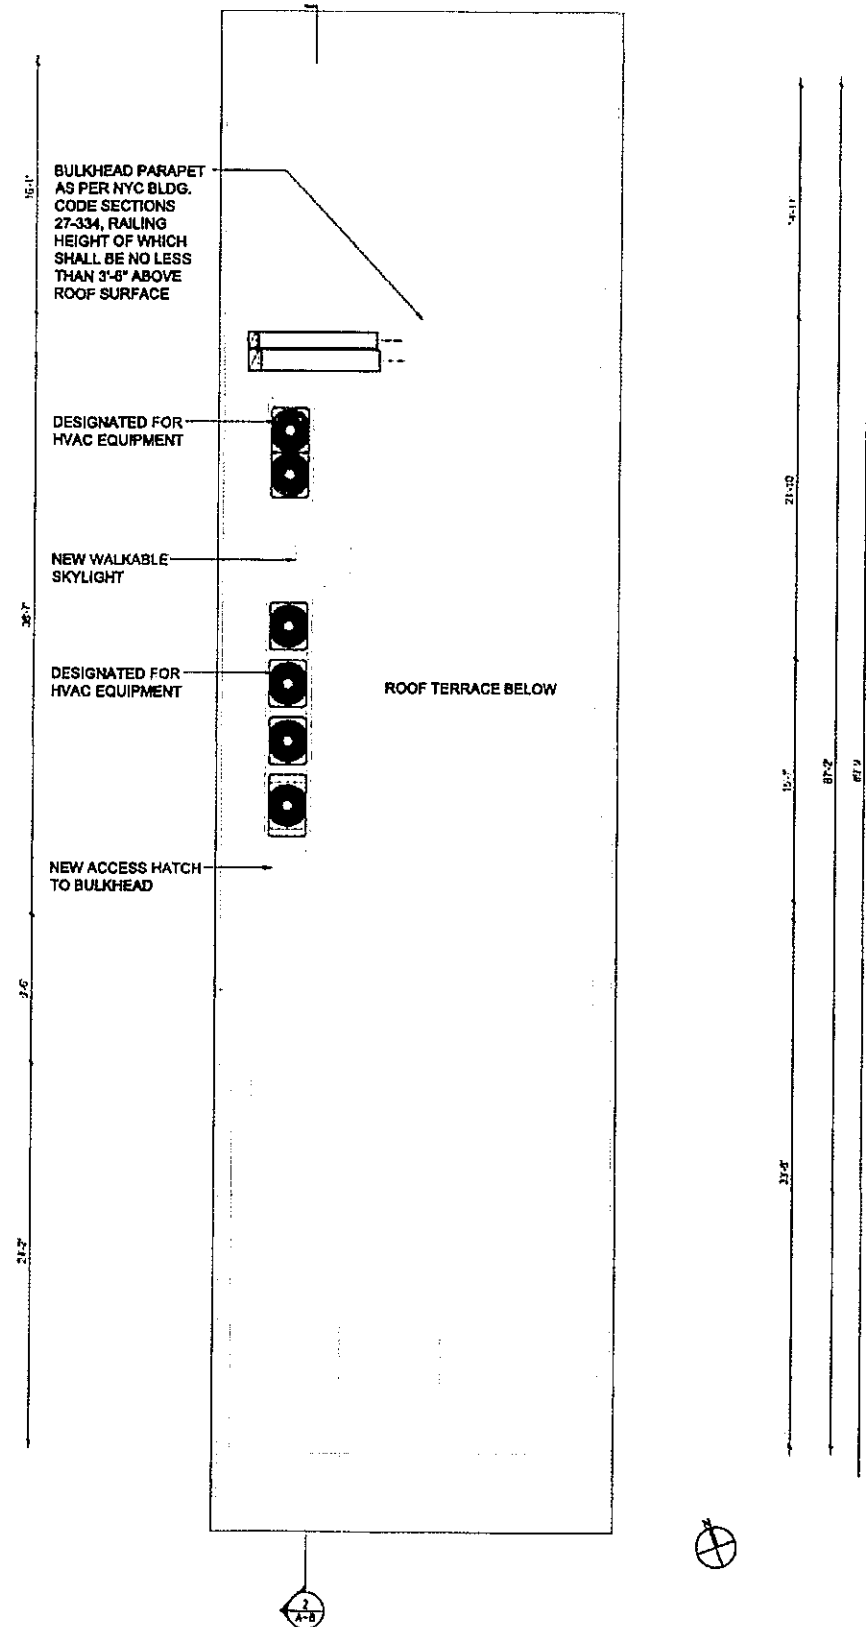 BULKHEAD PARAPET
AS PER NYC BLDG.
CODE SECTIONS
27-334, RAILING
HEIGHT OF WHICH
SHALL BE NO LESS
THAN 3'-6" ABOVE
ROOF SURFACE
DESIGNATED FOR
HVAC EQUIPMENT
NEW WALKABLE
SKYLIGHT
DESIGNATED FOR
HVAC EQUIPMENT
ROOF TERRACE BELOW
NEW ACCESS HATCH
TO BULKHEAD
87'-2"
N
2
A-8